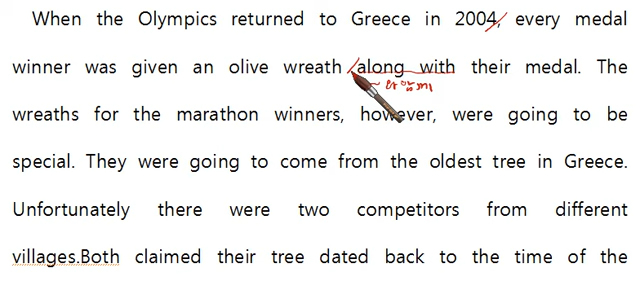 When the Olympics returned to Greece in 2004, every medal
winner was given an olive wreath along with their medal. The
wreaths for the marathon winners, however, were going to be
special. They were going to come from the oldest tree in Greece.
Unfortunately there were two competitors from different
villages.Both claimed their tree dated back to the time of the